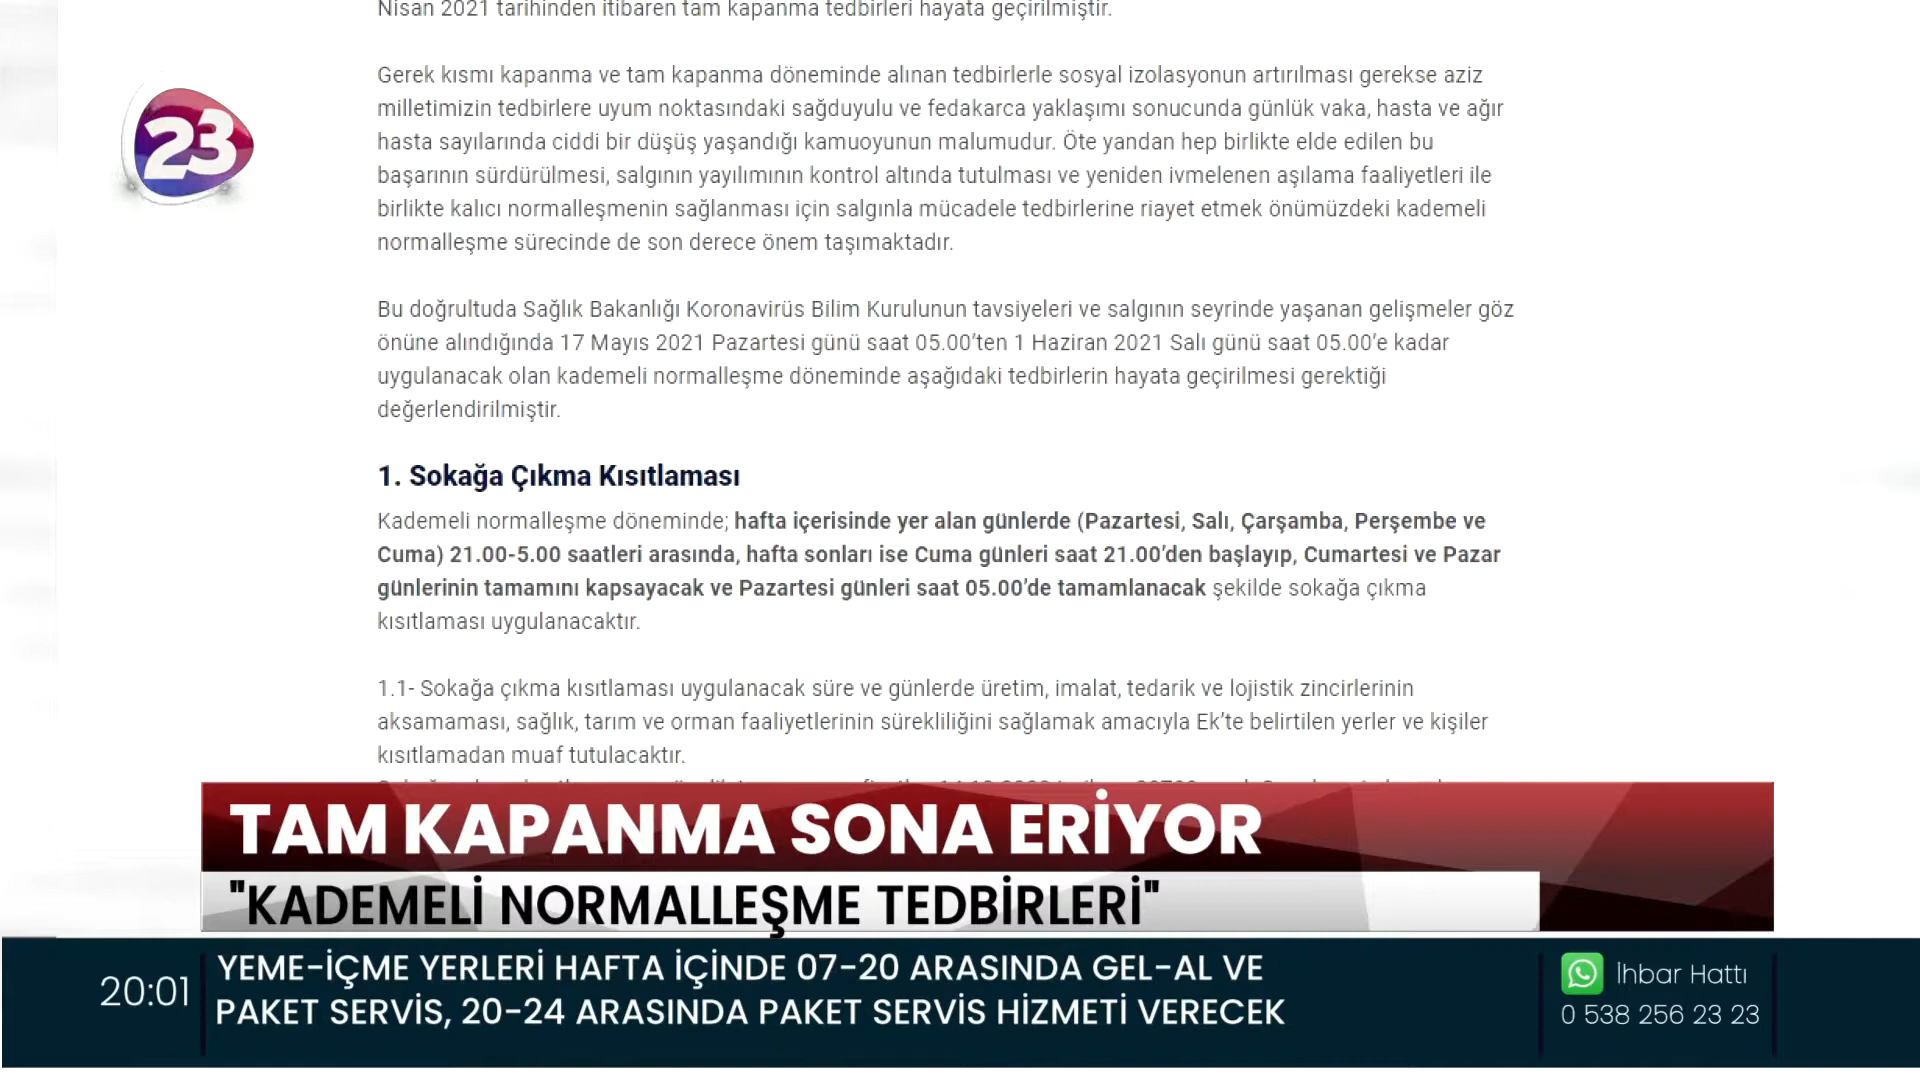 Nisan 2021 tarihinden itibaren tam kapanma tedbirleri hayata geçirilmiştir.
Gerek kısmı kapanma ve tam kapanma döneminde alınan tedbirlerle sosyal izolasyonun artırılması gerekse aziz
milletimizin tedbirlere uyum noktasındaki sağduyulu ve fedakarca yaklaşımı sonucunda günlük vaka, hasta ve ağır
hasta sayılarında ciddi bir düşüş yaşandığı kamuoyunun malumudur. Öte yandan hep birlikte elde edilen bu
başarının sürdürülmesi, salgının yayılımının kontrol altında tutulması ve yeniden ivmelenen aşılama faaliyetleri ile
birlikte kalıcı normalleşmenin sağlanması için salgınla mücadele tedbirlerine riayet etmek önümüzdeki kademeli
normalleşme sürecinde de son derece önem taşımaktadır.
23
Bu doğrultuda Sağlık Bakanlığı Koronavirüs Bilim Kurulunun tavsiyeleri ve salgının seyrinde yaşanan gelişmeler göz
önüne alındığında 17 Mayıs 2021 Pazartesi günü saat 05.00’ten 1 Haziran 2021 Salı günü saat 05.00’e kadar
uygulanacak olan kademeli normalleşme döneminde aşağıdaki tedbirlerin hayata geçirilmesi gerektiği
değerlendirilmiştir.
1. Sokağa Çıkma Kısıtlaması
Kademeli normalleşme döneminde; hafta içerisinde yer alan günlerde (Pazartesi, Salı, Çarşamba, Perşembe ve
Cuma) 21.00-5.00 saatleri arasında, hafta sonları ise Cuma günleri saat 21.00’den başlayıp, Cumartesi ve Pazar
günlerinin tamamını kapsayacak ve Pazartesi günleri saat 05.00’de tamamlanacak şekilde sokağa çıkma
kısıtlaması uygulanacaktır.
1.1- Sokağa çıkma kısıtlaması uygulanacak süre ve günlerde üretim, imalat, tedarik ve lojistik zincirlerinin
aksamaması, sağlık, tarım ve orman faaliyetlerinin sürekliliğini sağlamak amacıyla Ek’te belirtilen yerler ve kişiler
kısıtlamadan muaf tutulacaktır.
TAM KAPANMA SONA ERİYOR
"KADEMELİ NORMALLEŞME TEDBİRLERİ"
20:01
YEME-İÇME YERLERİ HAFTA İÇİNDE 07-20 ARASINDA GEL-AL VE
PAKET SERVİS, 20-24 ARASINDA PAKET SERVİS HİZMETİ VERECEK
İhbar Hattı
0 538 256 23 23